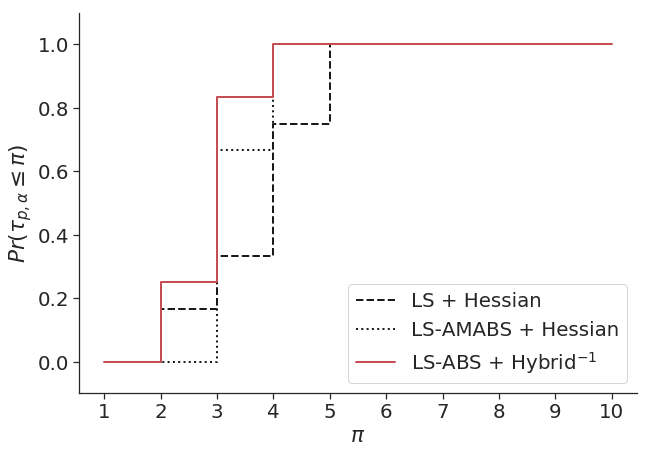 1.0
0.8
0.6
0.4
0.2
0.0
Pr(τp,α ≤ π)
LS + Hessian
LS-AMABS + Hessian
LS-ABS + Hybrid⁻¹
1 2 3 4 5 6 7 8 9 10
π